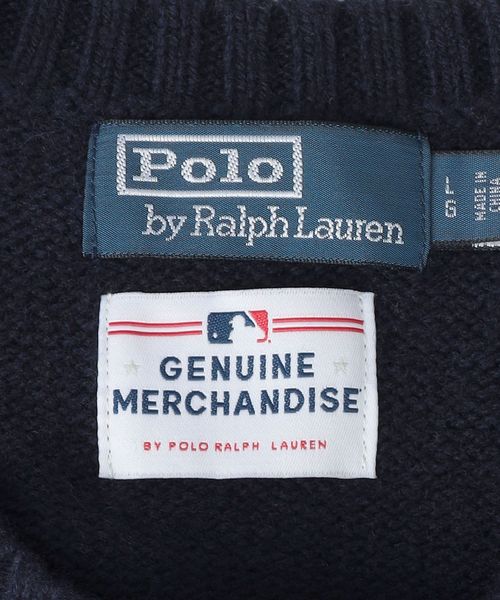 Polo
by Ralph Lauren
L
G
MADE IN
CHINA
GENUINE
MERCHANDISE
BY POLO RALPH LAUREN